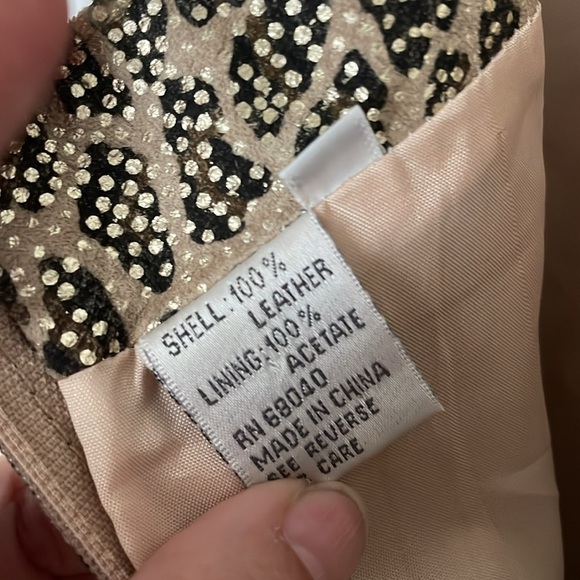 SHELL: 100%
LEATHER
LINING: 100%
ACETATE
RN 68040
MADE IN CHINA
SEE REVERSE
CARE